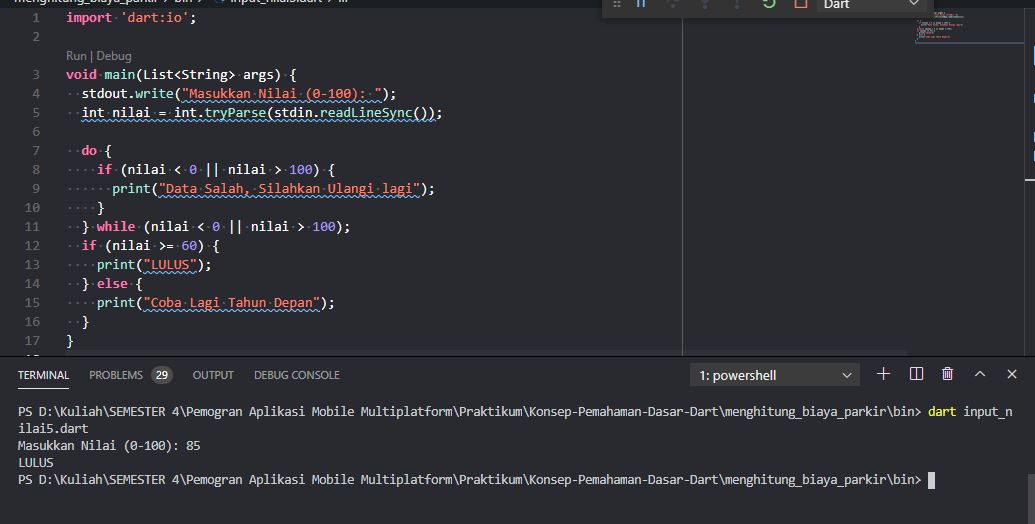 menghitung_biaya_parkir > bin > input_nilai5.dart > ...
Dart
1 import 'dart:io';
2
Run | Debug
3 void main(List<String> args) {
4 stdout.write("Masukkan Nilai (0-100): ");
5 int nilai = int.tryParse(stdin.readLineSync());
6
7 do {
8 if (nilai < 0 || nilai > 100) {
9 print("Data Salah, Silahkan Ulangi lagi");
10 }
11 } while (nilai < 0 || nilai > 100);
12 if (nilai >= 60) {
13 print("LULUS");
14 } else {
15 print("Coba Lagi Tahun Depan");
16 }
17 }
TERMINAL PROBLEMS 29 OUTPUT DEBUG CONSOLE 1: powershell
PS D:\Kuliah\SEMESTER 4\Pemogran Aplikasi Mobile Multiplatform\Praktikum\Konsep-Pemahaman-Dasar-Dart\menghitung_biaya_parkir\bin> dart input_n
ilai5.dart
Masukkan Nilai (0-100): 85
LULUS
PS D:\Kuliah\SEMESTER 4\Pemogran Aplikasi Mobile Multiplatform\Praktikum\Konsep-Pemahaman-Dasar-Dart\menghitung_biaya_parkir\bin>